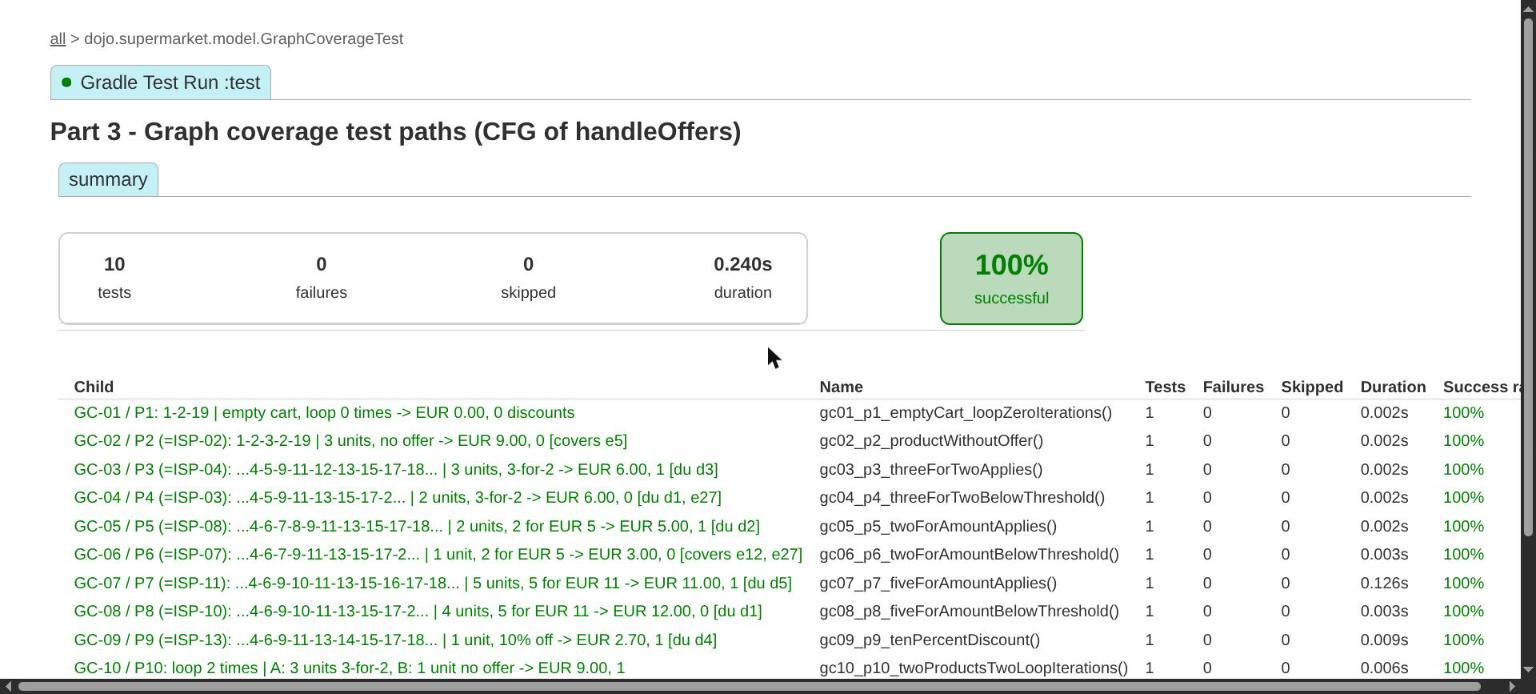 all > dojo.supermarket.model.GraphCoverageTest
Gradle Test Run :test
Part 3 - Graph coverage test paths (CFG of handleOffers)
summary
10 0 0 0.240s 100%
tests failures skipped duration successful
Child Name Tests Failures Skipped Duration Success ra
GC-01 / P1: 1-2-19 | empty cart, loop 0 times -> EUR 0.00, 0 discounts gc01_p1_emptyCart_loopZeroIterations() 1 0 0 0.002s 100%
GC-02 / P2 (=ISP-02): 1-2-3-2-19 | 3 units, no offer -> EUR 9.00, 0 [covers e5] gc02_p2_productWithoutOffer() 1 0 0 0.002s 100%
GC-03 / P3 (=ISP-04): ...4-5-9-11-12-13-15-17-18... | 3 units, 3-for-2 -> EUR 6.00, 1 [du d3] gc03_p3_threeForTwoApplies() 1 0 0 0.002s 100%
GC-04 / P4 (=ISP-03): ...4-5-9-11-13-15-17-2... | 2 units, 3-for-2 -> EUR 6.00, 0 [du d1, e27] gc04_p4_threeForTwoBelowThreshold() 1 0 0 0.002s 100%
GC-05 / P5 (=ISP-08): ...4-6-7-8-9-11-13-15-17-18... | 2 units, 2 for EUR 5 -> EUR 5.00, 1 [du d2] gc05_p5_twoForAmountApplies() 1 0 0 0.002s 100%
GC-06 / P6 (=ISP-07): ...4-6-7-9-11-13-15-17-2... | 1 unit, 2 for EUR 5 -> EUR 3.00, 0 [covers e12, e27] gc06_p6_twoForAmountBelowThreshold() 1 0 0 0.003s 100%
GC-07 / P7 (=ISP-11): ...4-6-9-10-11-13-15-16-17-18... | 5 units, 5 for EUR 11 -> EUR 11.00, 1 [du d5] gc07_p7_fiveForAmountApplies() 1 0 0 0.126s 100%
GC-08 / P8 (=ISP-10): ...4-6-9-10-11-13-15-17-2... | 4 units, 5 for EUR 11 -> EUR 12.00, 0 [du d1] gc08_p8_fiveForAmountBelowThreshold() 1 0 0 0.003s 100%
GC-09 / P9 (=ISP-13): ...4-6-9-11-13-14-15-17-18... | 1 unit, 10% off -> EUR 2.70, 1 [du d4] gc09_p9_tenPercentDiscount() 1 0 0 0.009s 100%
GC-10 / P10: loop 2 times | A: 3 units 3-for-2, B: 1 unit no offer -> EUR 9.00, 1 gc10_p10_twoProductsTwoLoopIterations() 1 0 0 0.006s 100%